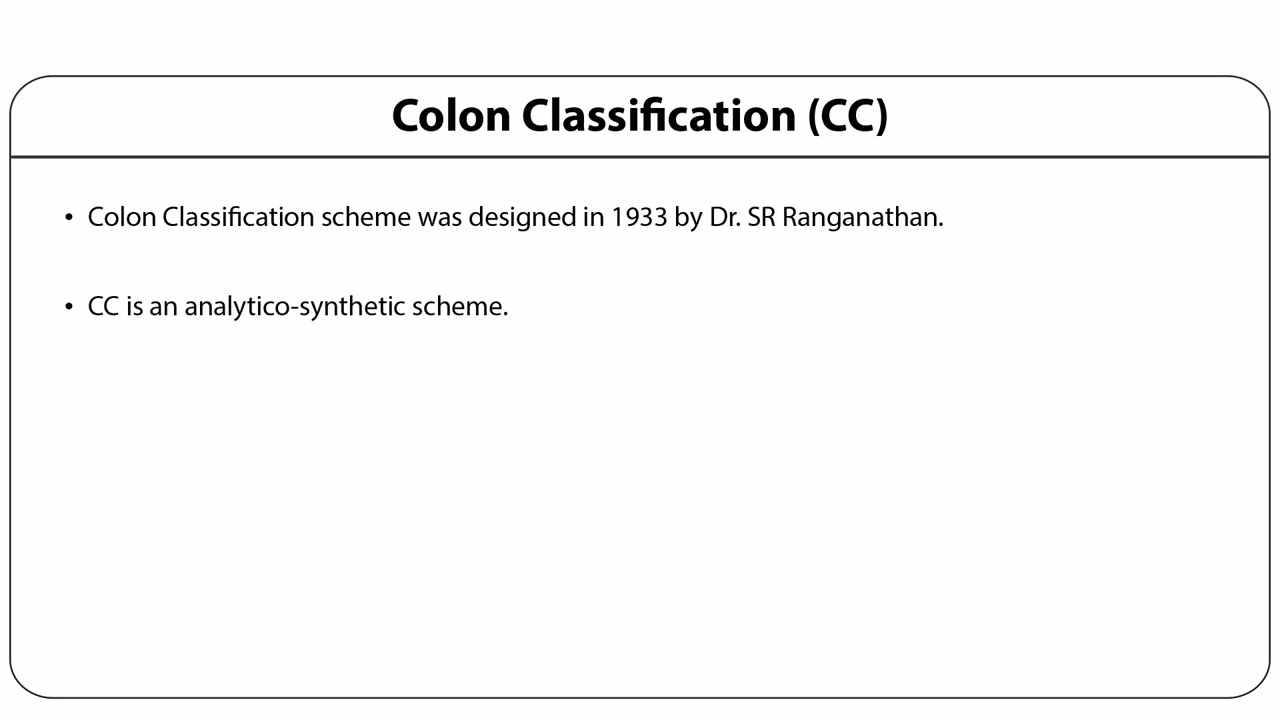 Colon Classification (CC)
• Colon Classification scheme was designed in 1933 by Dr. SR Ranganathan.
• CC is an analytico-synthetic scheme.